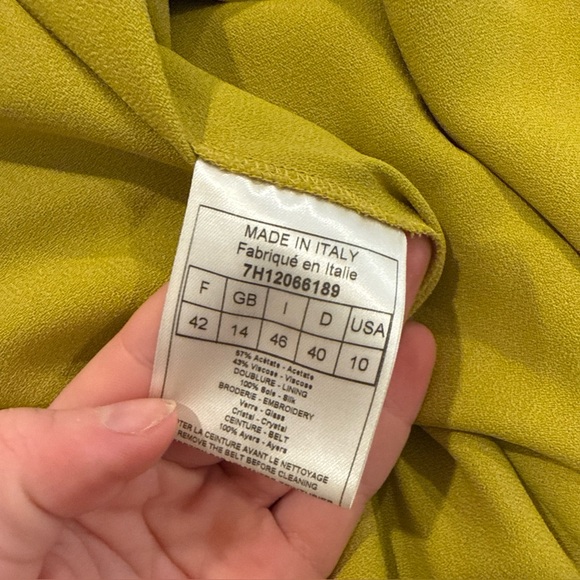 MADE IN ITALY
Fabriqué en Italie
7H12066189
F GB I D USA
42 14 46 40 10
57% Acétate - Acetate
43% Viscose - Viscose
DOUBLURE - LINING
100% Soie - Silk
BRODERIE - EMBROIDERY
Verre - Glass
Cristal - Crystal
CEINTURE - BELT
100% Ayers - Ayers
LA CEINTURE AVANT LE NETTOYAGE
REMOVE THE BELT BEFORE CLEANING